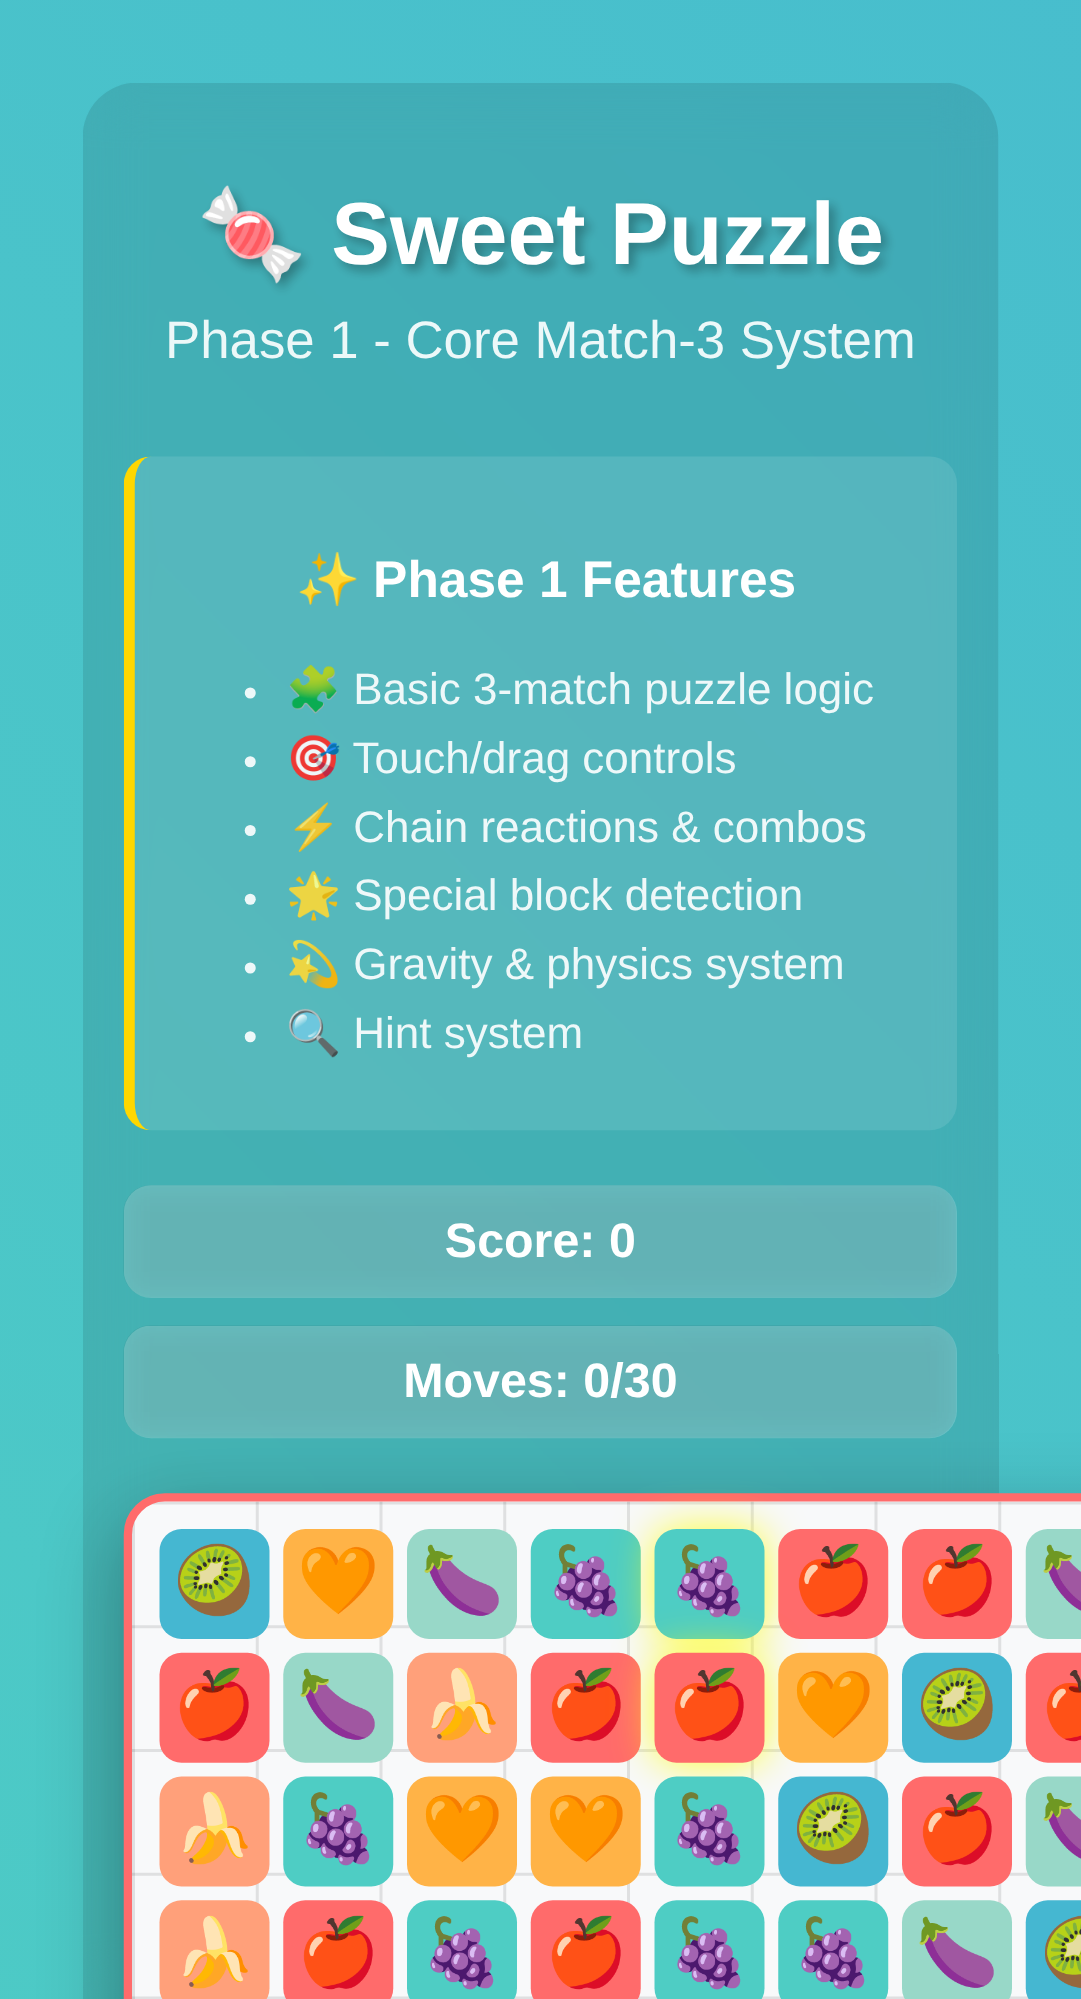 Sweet Puzzle
Phase 1 - Core Match-3 System
Phase 1 Features
Basic 3-match puzzle logic
Touch/drag controls
Chain reactions & combos
Special block detection
Gravity & physics system
Hint system
Score: 0
Moves: 0/30